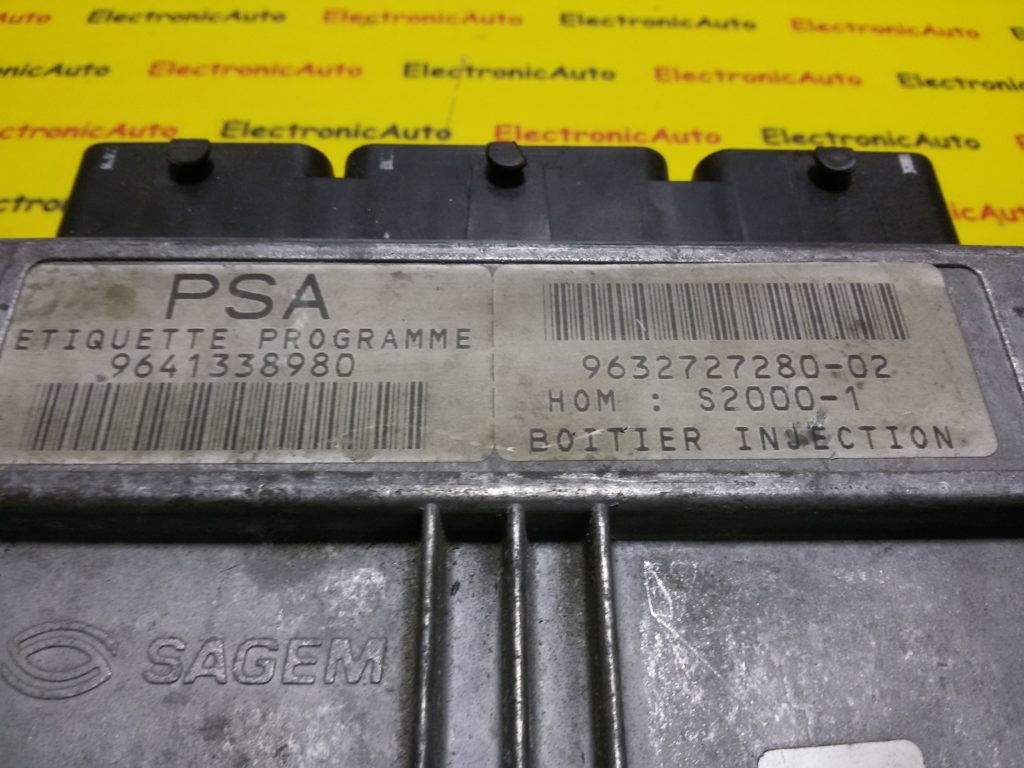 ElectronicAuto ElectronicAuto ElectronicAuto ElectronicAuto
ElectronicAuto ElectronicAuto ElectronicAuto ElectronicAuto
ElectronicAuto ElectronicAuto ElectronicAuto
PSA
ETIQUETTE PROGRAMME
9641338980
9632727280-02
HOM : S2000-1
BOITIER INJECTION
SAGEM